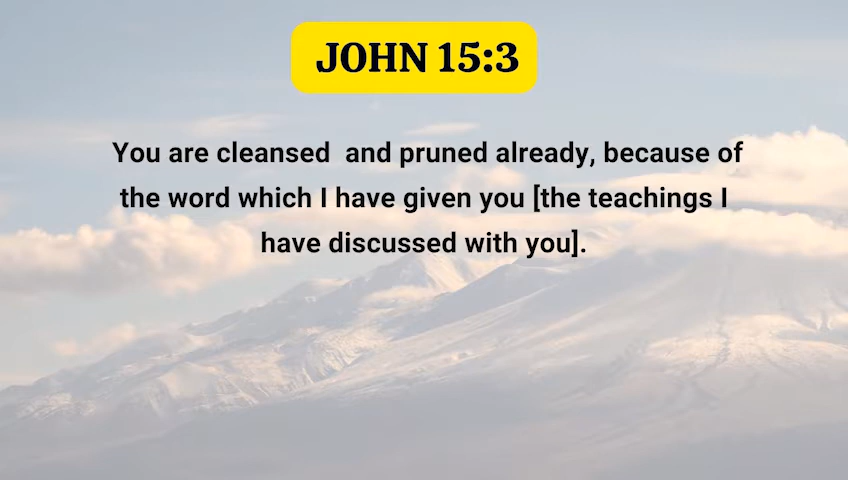 JOHN 15:3
You are cleansed  and pruned already, because of
the word which I have given you [the teachings I
have discussed with you].